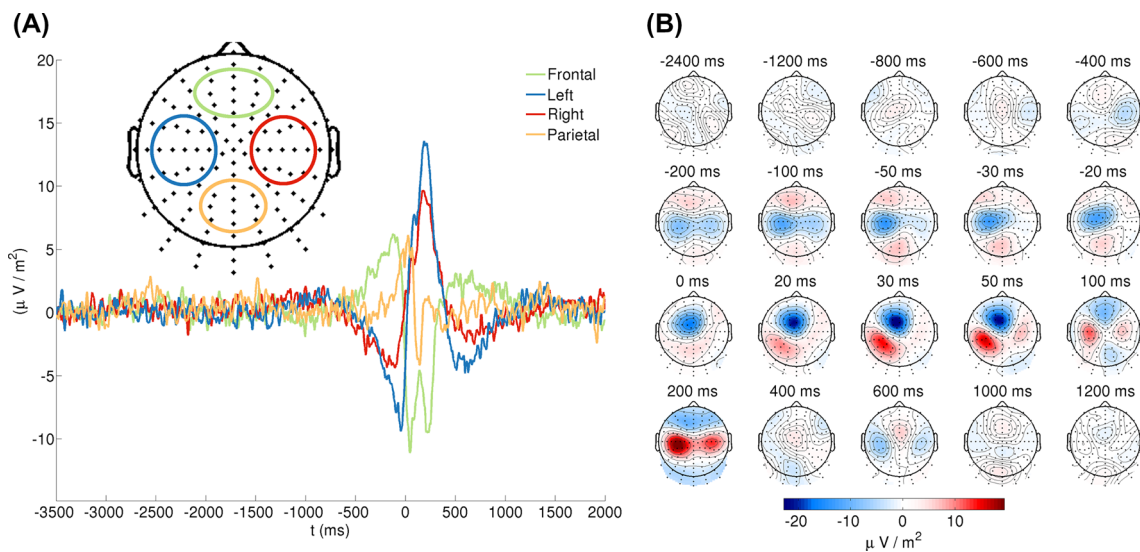 (A)
(B)
20
15
10
5
0
-5
-10
(μ V / m²)
Frontal
Left
Right
Parietal
-3500 -3000 -2500 -2000 -1500 -1000 -500 0 500 1000 1500 2000
t (ms)
-2400 ms -1200 ms -800 ms -600 ms -400 ms
-200 ms -100 ms -50 ms -30 ms -20 ms
0 ms 20 ms 30 ms 50 ms 100 ms
200 ms 400 ms 600 ms 1000 ms 1200 ms
-20 -10 0 10
μ V / m²